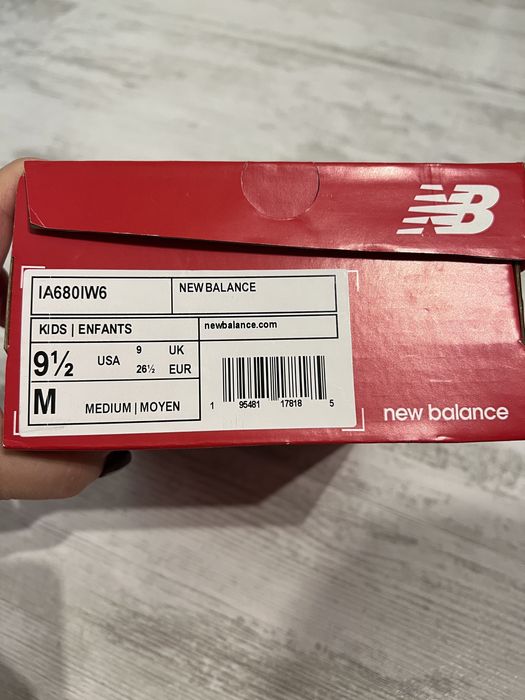 NB
IA680IW6
NEW BALANCE
KIDS | ENFANTS
newbalance.com
9½ USA 9 UK
26½ EUR
M MEDIUM | MOYEN
1 95481 17818 5
new balance